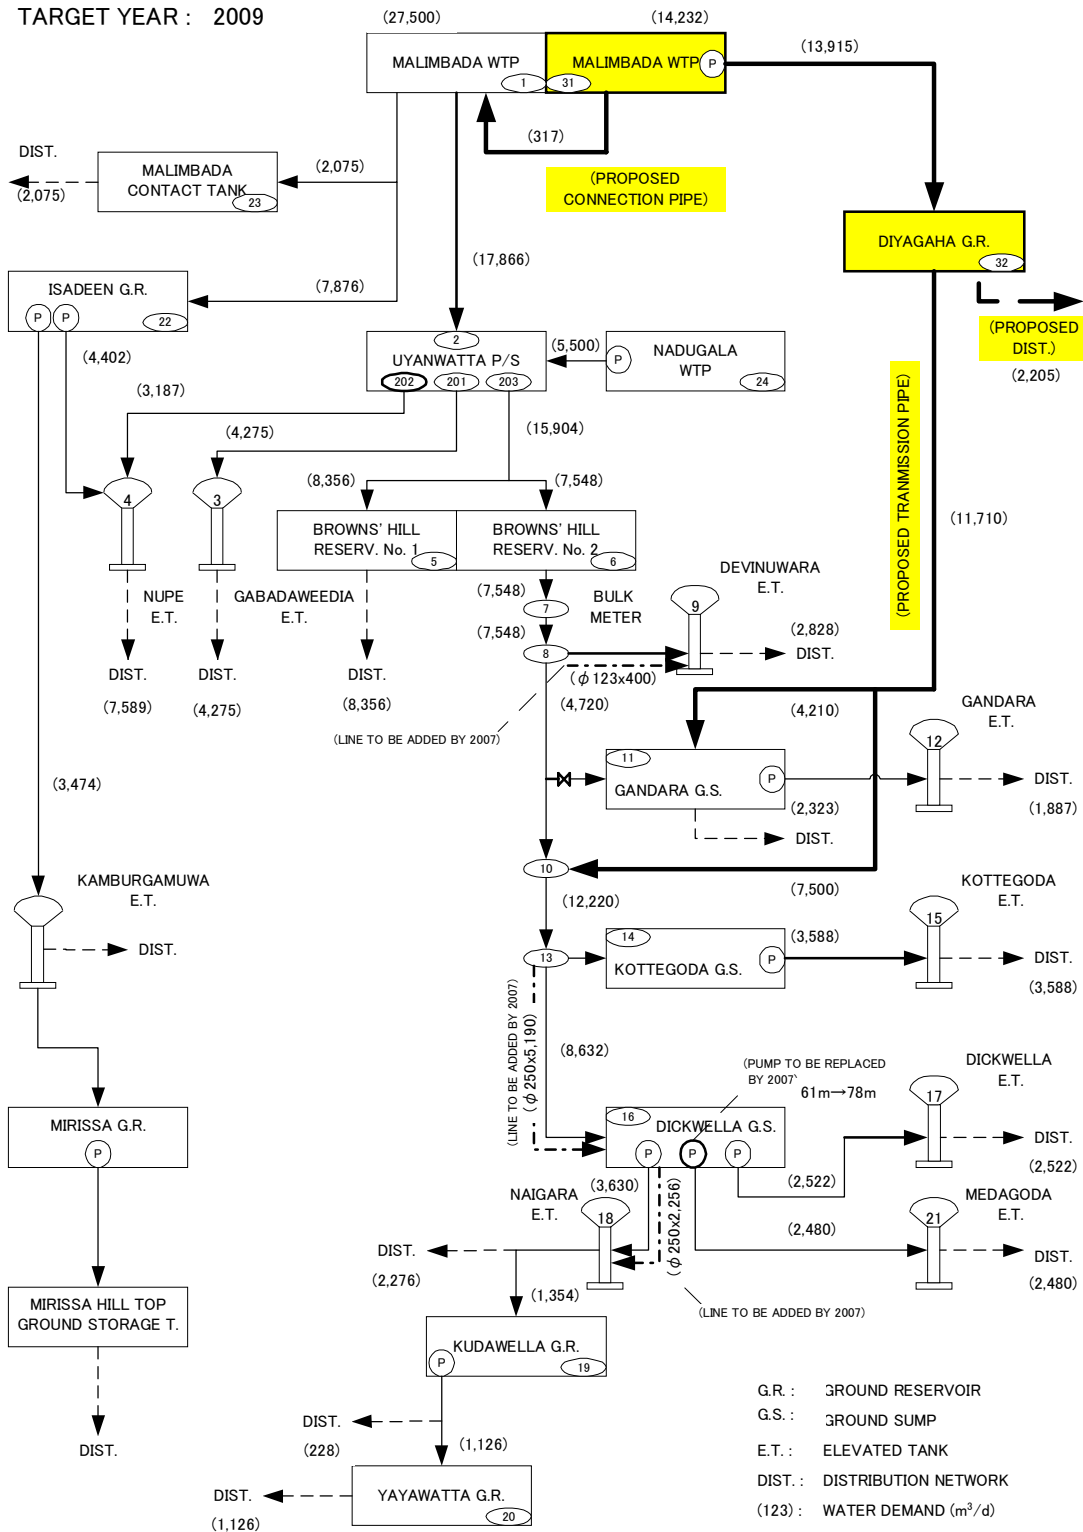 TARGET YEAR : 2009
(27,500)
(14,232)
(13,915)
MALIMBADA WTP
1
MALIMBADA WTP
P
31
(317)
(PROPOSED
CONNECTION PIPE)
DIST.
(2,075)
MALIMBADA
CONTACT TANK
23
(2,075)
DIYAGAHA G.R.
32
(17,866)
(7,876)
ISADEEN G.R.
P
P
22
(PROPOSED
DIST.)
(2,205)
2
UYANWATTA P/S
202
201
203
(5,500)
P
NADUGALA
WTP
24
(4,402)
(3,187)
(4,275)
(15,904)
(PROPOSED TRANMISSION PIPE)
(8,356)
(7,548)
4
3
(11,710)
BROWNS' HILL
RESERV. No. 1
5
BROWNS' HILL
RESERV. No. 2
6
NUPE
E.T.
GABADAWEEDIA
E.T.
(7,548)
7
BULK
METER
DEVINUWARA
E.T.
9
(7,548)
8
(2,828)
DIST.
DIST.
(7,589)
DIST.
(4,275)
DIST.
(8,356)
(ϕ 123x400)
(4,720)
(LINE TO BE ADDED BY 2007)
(4,210)
GANDARA
E.T.
12
11
GANDARA G.S.
P
(2,323)
DIST.
DIST.
(1,887)
(3,474)
10
(7,500)
(12,220)
KAMBURGAMUWA
E.T.
DIST.
KOTTEGODA
E.T.
15
13
14
KOTTEGODA G.S.
P
(3,588)
DIST.
(3,588)
(LINE TO BE ADDED BY 2007)
(ϕ 250x5,190)
(8,632)
(PUMP TO BE REPLACED
BY 2007`
61m→78m
DICKWELLA
E.T.
17
16
DICKWELLA G.S.
P
P
P
DIST.
(2,522)
(2,522)
MIRISSA G.R.
P
(3,630)
(ϕ 250x2,256)
NAIGARA
E.T.
18
MEDAGODA
E.T.
21
(2,480)
DIST.
(2,480)
DIST.
(2,276)
(1,354)
(LINE TO BE ADDED BY 2007)
MIRISSA HILL TOP
GROUND STORAGE T.
DIST.
KUDAWELLA G.R.
P
19
DIST.
(228)
(1,126)
YAYAWATTA G.R.
20
DIST.
(1,126)
G.R. : GROUND RESERVOIR
G.S. : GROUND SUMP
E.T. : ELEVATED TANK
DIST. : DISTRIBUTION NETWORK
(123) : WATER DEMAND (m³/d)